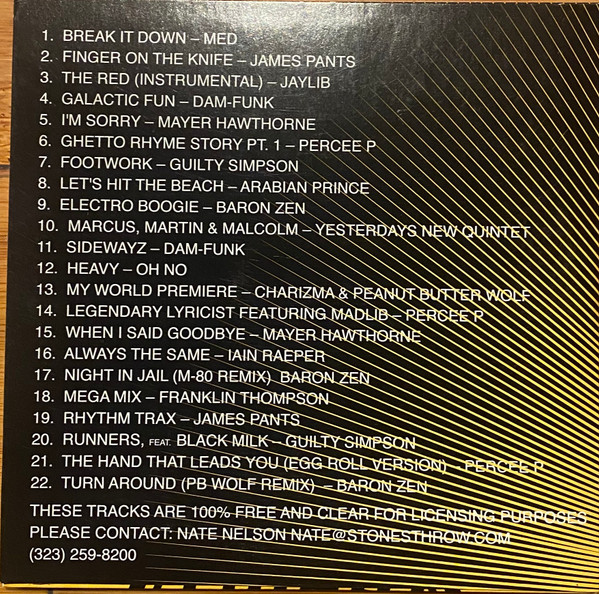 1. BREAK IT DOWN – MED
2. FINGER ON THE KNIFE – JAMES PANTS
3. THE RED (INSTRUMENTAL) – JAYLIB
4. GALACTIC FUN – DAM-FUNK
5. I'M SORRY – MAYER HAWTHORNE
6. GHETTO RHYME STORY PT. 1 – PERCEE P
7. FOOTWORK – GUILTY SIMPSON
8. LET'S HIT THE BEACH – ARABIAN PRINCE
9. ELECTRO BOOGIE – BARON ZEN
10. MARCUS, MARTIN & MALCOLM – YESTERDAYS NEW QUINTET
11. SIDEWAYZ – DAM-FUNK
12. HEAVY – OH NO
13. MY WORLD PREMIERE – CHARIZMA & PEANUT BUTTER WOLF
14. LEGENDARY LYRICIST FEATURING MADLIB – PERCEE P
15. WHEN I SAID GOODBYE – MAYER HAWTHORNE
16. ALWAYS THE SAME – IAIN RAEPER
17. NIGHT IN JAIL (M-80 REMIX) BARON ZEN
18. MEGA MIX – FRANKLIN THOMPSON
19. RHYTHM TRAX – JAMES PANTS
20. RUNNERS, FEAT. BLACK MILK – GUILTY SIMPSON
21. THE HAND THAT LEADS YOU (EGG ROLL VERSION) - PERCEE P
22. TURN AROUND (PB WOLF REMIX) – BARON ZEN
THESE TRACKS ARE 100% FREE AND CLEAR FOR LICENSING PURPOSES
PLEASE CONTACT: NATE NELSON NATE@STONESTHROW.COM
(323) 259-8200